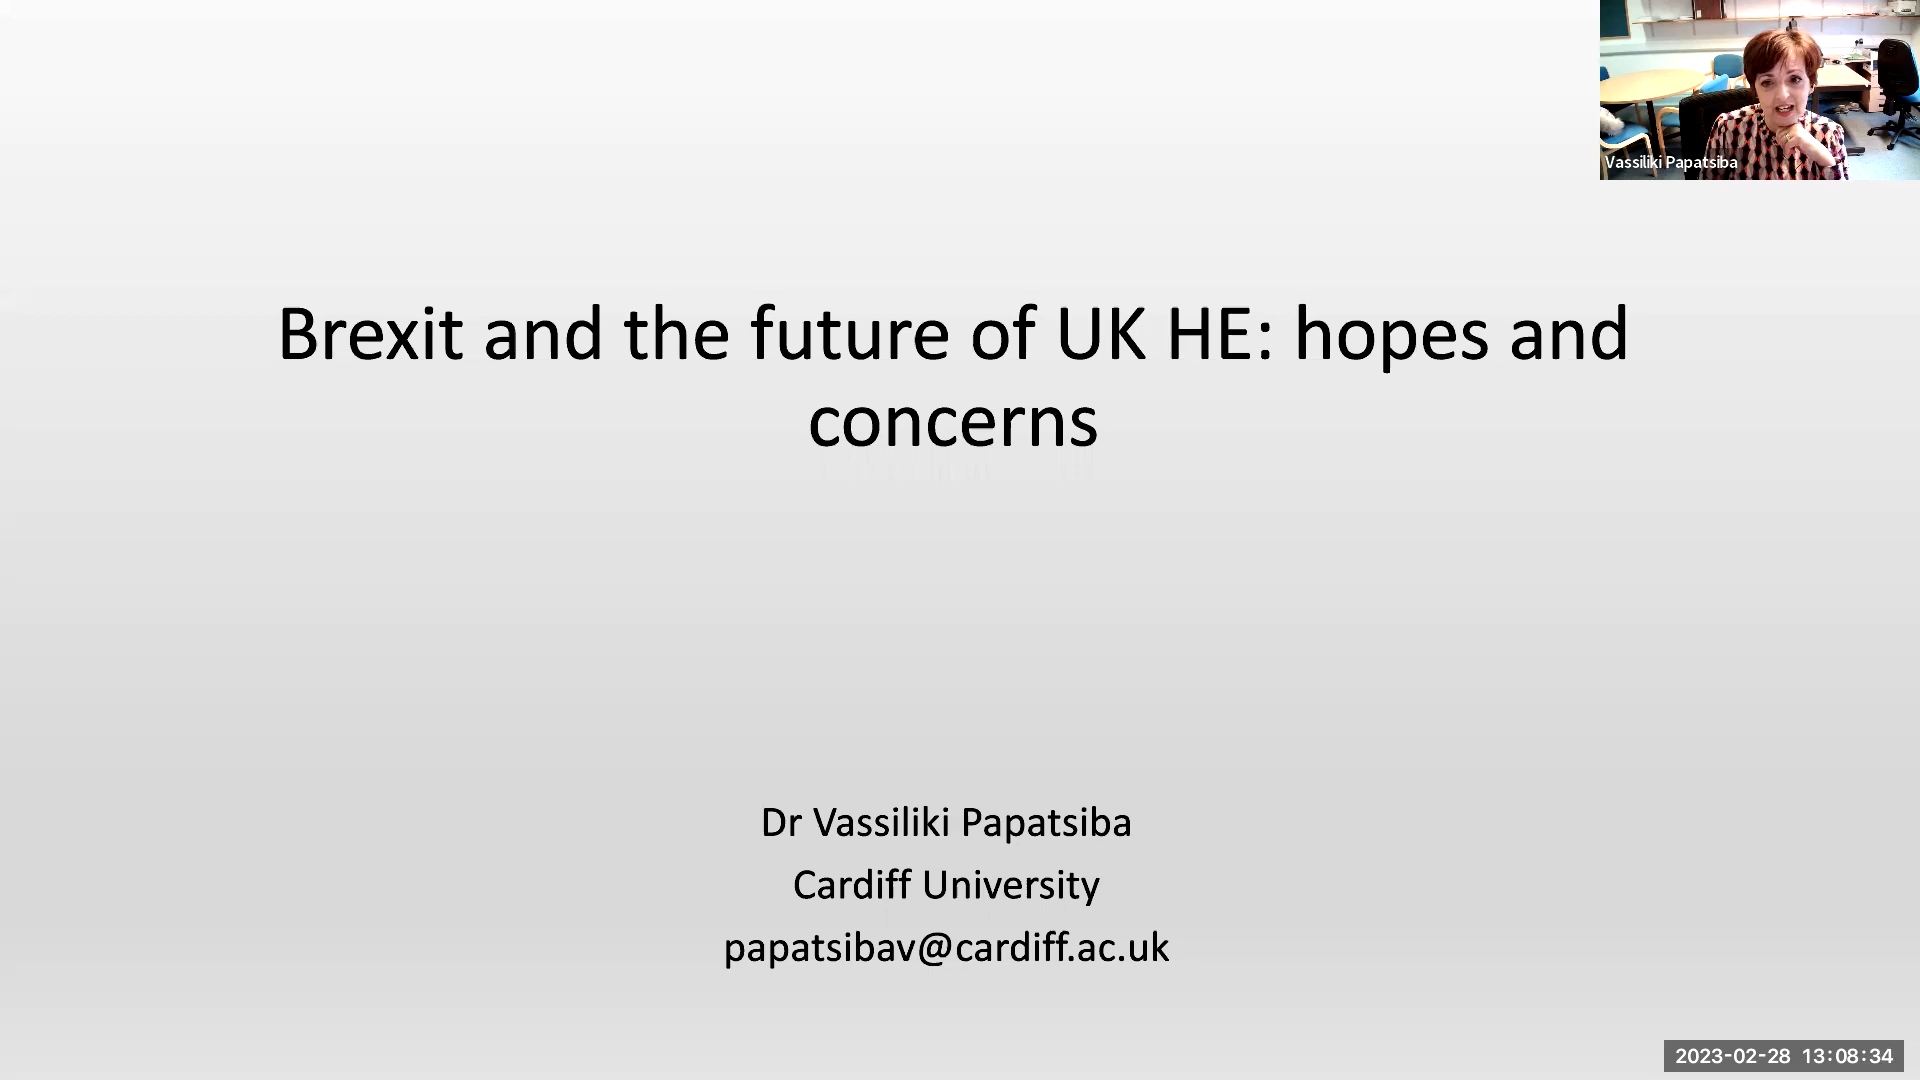 Vassiliki Papatsiba
Brexit and the future of UK HE: hopes and
concerns
Dr Vassiliki Papatsiba
Cardiff University
papatsibav@cardiff.ac.uk
2023-02-28 13:08:34